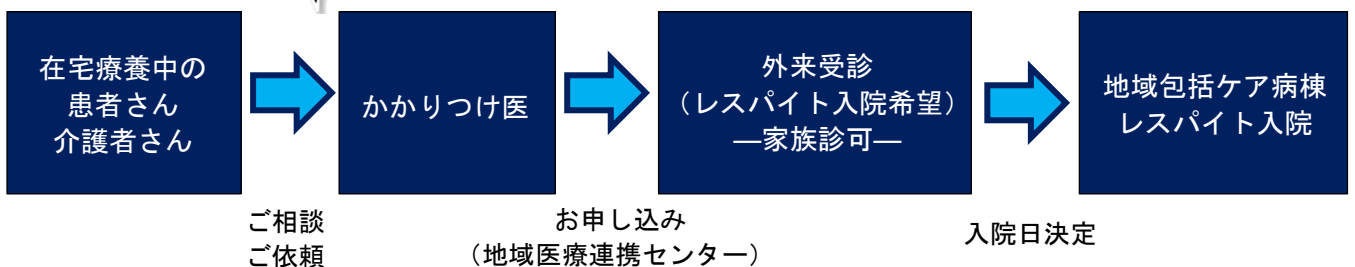 在宅療養中の
患者さん
介護者さん
ご相談
ご依頼
かかりつけ医
お申し込み
（地域医療連携センター）
外来受診
（レスパイト入院希望）
―家族診可―
入院日決定
地域包括ケア病棟
レスパイト入院